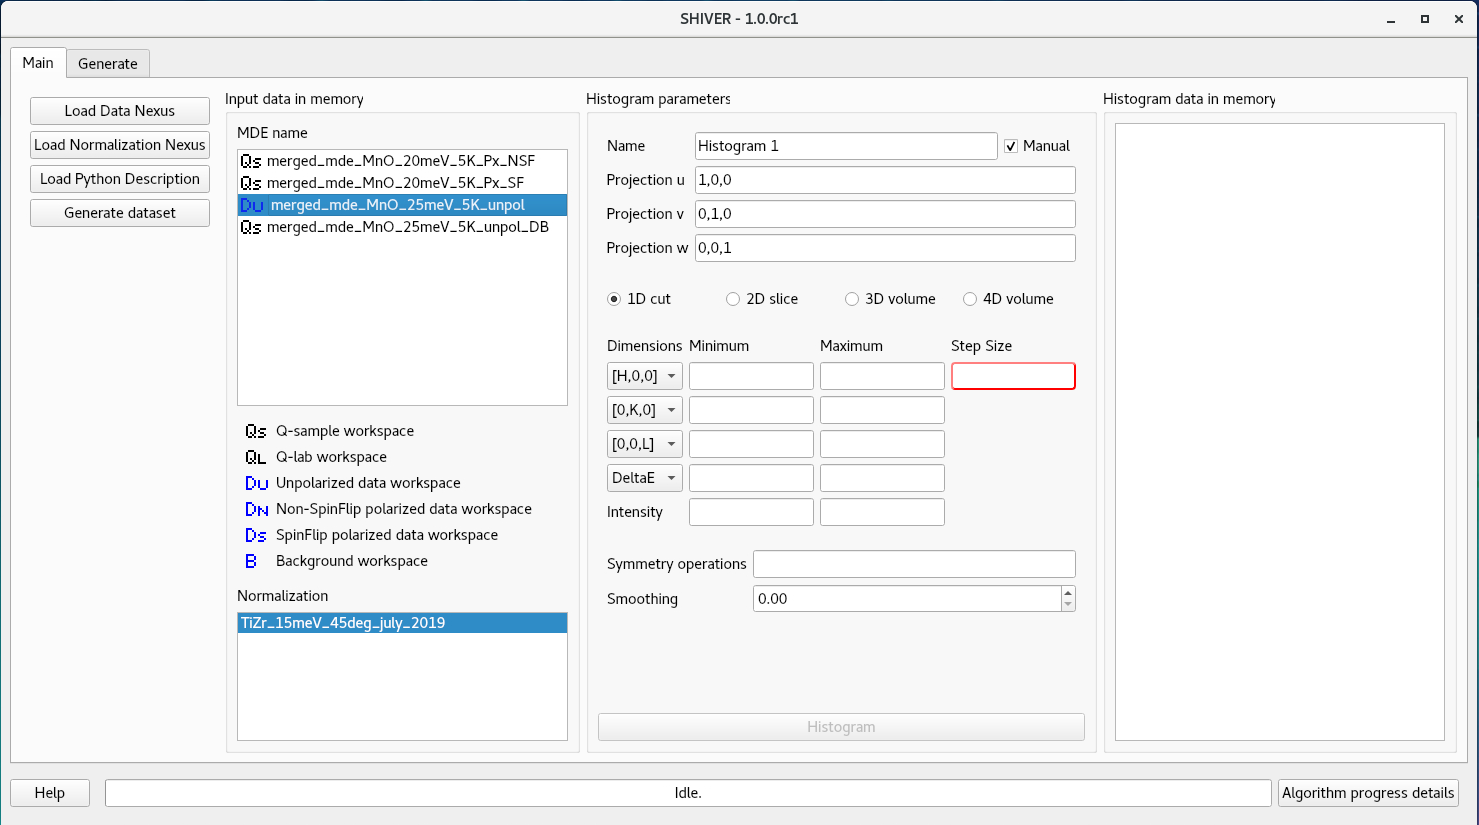 SHIVER - 1.0.0rc1
Main Generate
Load Data Nexus
Load Normalization Nexus
Load Python Description
Generate dataset
Input data in memory
MDE name
Qs merged_mde_MnO_20meV_5K_Px_NSF
Qs merged_mde_MnO_20meV_5K_Px_SF
Du merged_mde_MnO_25meV_5K_unpol
Qs merged_mde_MnO_25meV_5K_unpol_DB
Qs Q-sample workspace
QL Q-lab workspace
Du Unpolarized data workspace
DN Non-SpinFlip polarized data workspace
Ds SpinFlip polarized data workspace
B Background workspace
Normalization
TiZr_15meV_45deg_july_2019
Histogram parameters
Name Histogram 1 Manual
Projection u 1,0,0
Projection v 0,1,0
Projection w 0,0,1
1D cut 2D slice 3D volume 4D volume
Dimensions Minimum Maximum Step Size
[H,0,0]
[0,K,0]
[0,0,L]
DeltaE
Intensity
Symmetry operations
Smoothing 0.00
Histogram
Histogram data in memory
Help Idle. Algorithm progress details